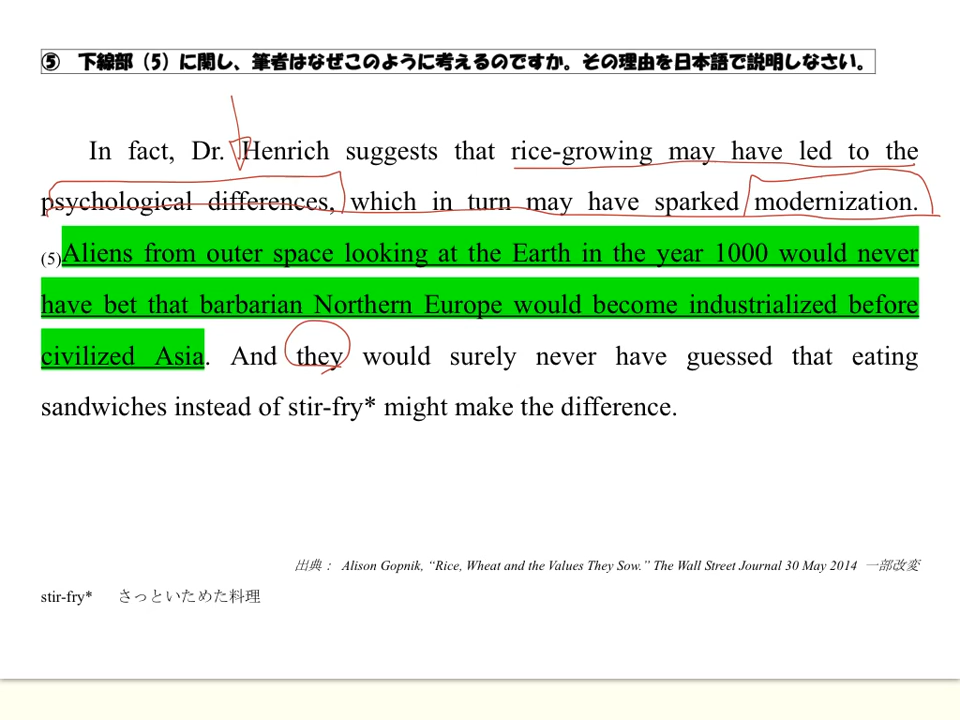 ⑤ 下線部（5）に関し、筆者はなぜこのように考えるのですか。その理由を日本語で説明しなさい。
In fact, Dr. Henrich suggests that rice-growing may have led to the
psychological differences, which in turn may have sparked modernization.
(5)Aliens from outer space looking at the Earth in the year 1000 would never
have bet that barbarian Northern Europe would become industrialized before
civilized Asia. And they would surely never have guessed that eating
sandwiches instead of stir-fry* might make the difference.
出典： Alison Gopnik, “Rice, Wheat and the Values They Sow.” The Wall Street Journal 30 May 2014 一部改変
stir-fry* さっといためた料理